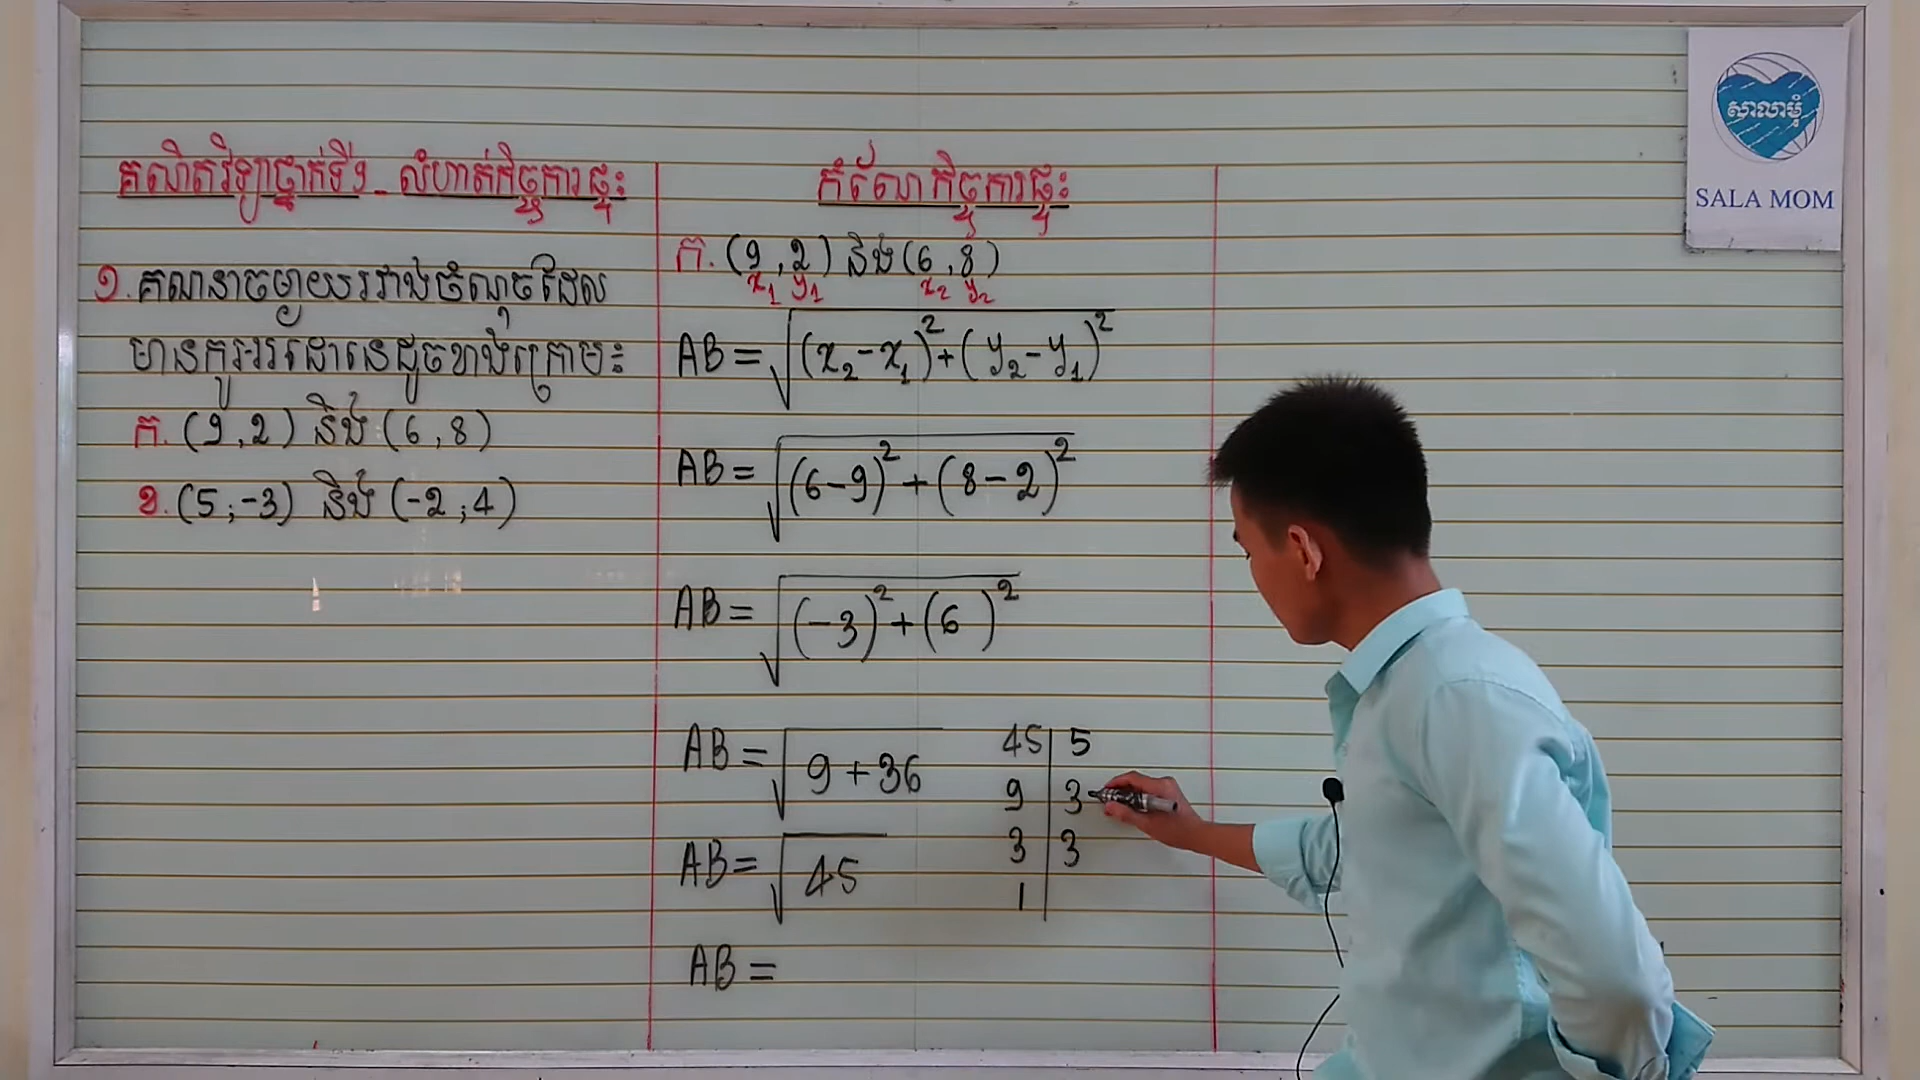 គណិតវិទ្យាថ្នាក់ទី៩ - លំហាត់កិច្ចការផ្ទះ
១. គណនាចម្ងាយរវាងចំណុចដែល
មានកូអរដោនេដូចខាងក្រោម៖
ក. (9,2) និង (6,8)
ខ. (5;-3) និង (-2;4)
កំណែកិច្ចការផ្ទះ
ក. (9,2) និង (6,8)
x₁ y₁ x₂ y₂
AB = √((x₂-x₁)²+(y₂-y₁)²)
AB = √((6-9)²+(8-2)²)
AB = √((-3)²+(6)²)
AB = √(9+36)
AB = √45
AB =
45 | 5
9 | 3
3 | 3
1 |
សាលាមុំ
SALA MOM